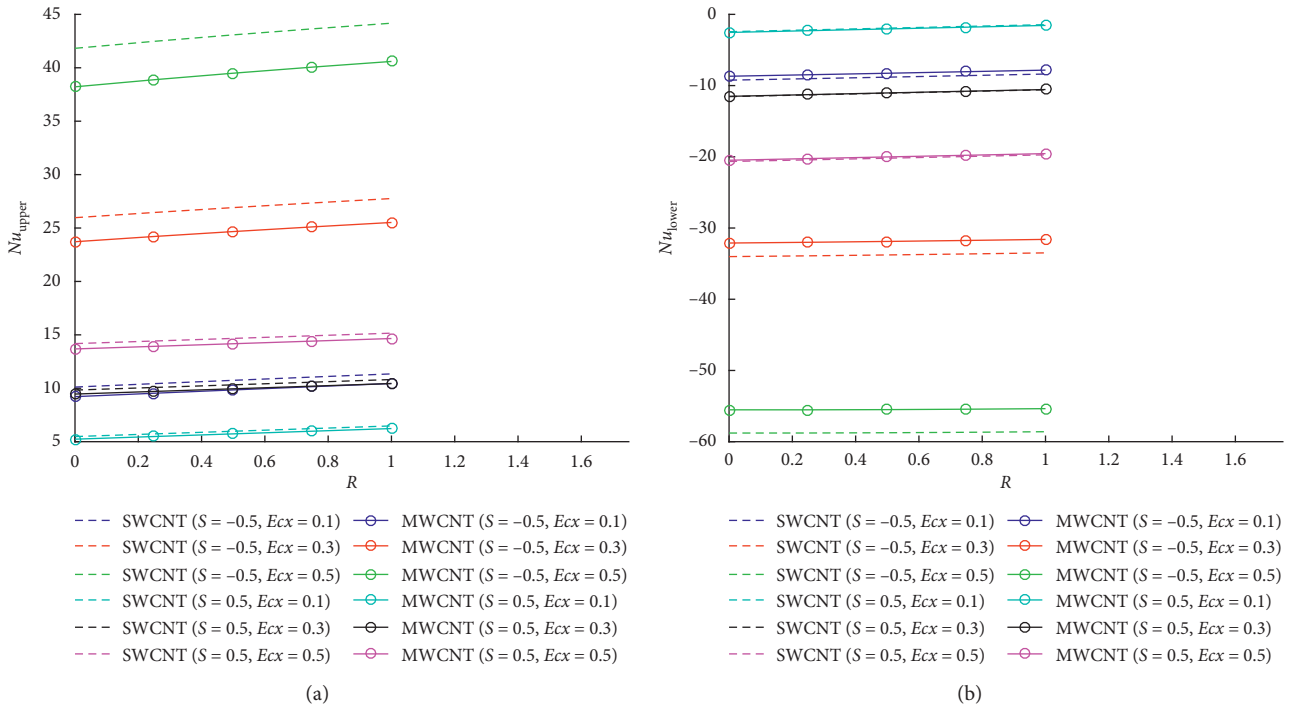 45
40
35
30
25
20
15
10
5
Nu upper
0 0.2 0.4 0.6 0.8 1 1.2 1.4 1.6
R
SWCNT (S = –0.5, Ecx = 0.1) MWCNT (S = –0.5, Ecx = 0.1)
SWCNT (S = –0.5, Ecx = 0.3) MWCNT (S = –0.5, Ecx = 0.3)
SWCNT (S = –0.5, Ecx = 0.5) MWCNT (S = –0.5, Ecx = 0.5)
SWCNT (S = 0.5, Ecx = 0.1) MWCNT (S = 0.5, Ecx = 0.1)
SWCNT (S = 0.5, Ecx = 0.3) MWCNT (S = 0.5, Ecx = 0.3)
SWCNT (S = 0.5, Ecx = 0.5) MWCNT (S = 0.5, Ecx = 0.5)
(a)
0
–10
–20
–30
–40
–50
–60
Nu lower
0 0.2 0.4 0.6 0.8 1 1.2 1.4 1.6
R
SWCNT (S = –0.5, Ecx = 0.1) MWCNT (S = –0.5, Ecx = 0.1)
SWCNT (S = –0.5, Ecx = 0.3) MWCNT (S = –0.5, Ecx = 0.3)
SWCNT (S = –0.5, Ecx = 0.5) MWCNT (S = –0.5, Ecx = 0.5)
SWCNT (S = 0.5, Ecx = 0.1) MWCNT (S = 0.5, Ecx = 0.1)
SWCNT (S = 0.5, Ecx = 0.3) MWCNT (S = 0.5, Ecx = 0.3)
SWCNT (S = 0.5, Ecx = 0.5) MWCNT (S = 0.5, Ecx = 0.5)
(b)